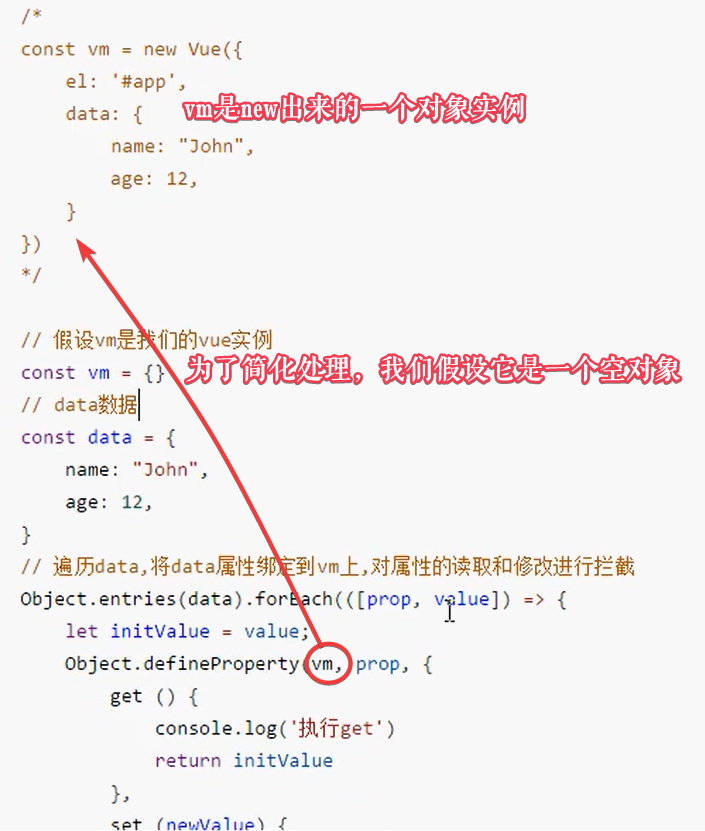 /*
const vm = new Vue({
    el: '#app',
    data: {
vm是new出来的一个对象实例
        name: "John",
        age: 12,
    }
})
*/
// 假设vm是我们的vue实例
const vm = {}
为了简化处理，我们假设它是一个空对象
// data数据
const data = {
    name: "John",
    age: 12,
}
// 遍历data,将data属性绑定到vm上,对属性的读取和修改进行拦截
Object.entries(data).forEach(([prop, value]) => {
    let initValue = value;
    Object.defineProperty(vm, prop, {
        get () {
            console.log('执行get')
            return initValue
        },
        set (newValue) {